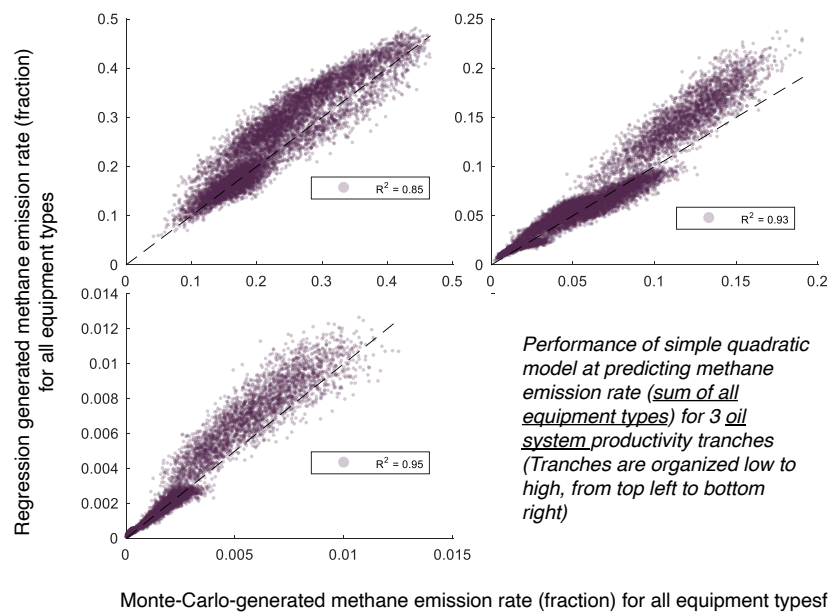 Regression generated methane emission rate (fraction)
for all equipment types
0.5
0.4
0.3
0.2
0.1
0
0
0.1
0.2
0.3
0.4
0.5
R² = 0.85
0.25
0.2
0.15
0.1
0.05
0
0
0.05
0.1
0.15
0.2
R² = 0.93
0.014
0.012
0.01
0.008
0.006
0.004
0.002
0
0
0.005
0.01
0.015
R² = 0.95
Performance of simple quadratic
model at predicting methane
emission rate (sum of all
equipment types) for 3 oil
system productivity tranches
(Tranches are organized low to
high, from top left to bottom
right)
Monte-Carlo-generated methane emission rate (fraction) for all equipment typesf